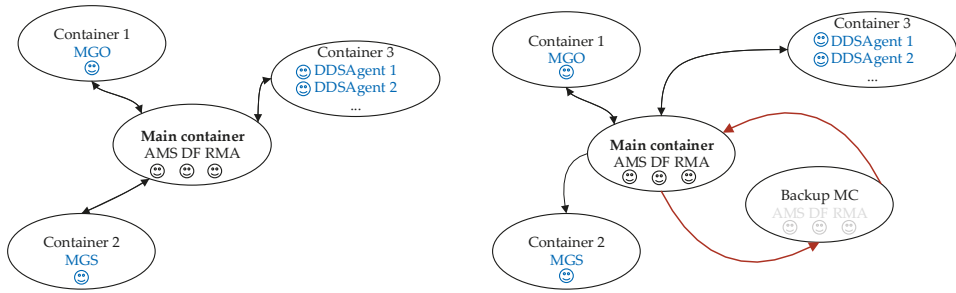 Container 1
MGO
Container 3
DDSAgent 1
DDSAgent 2
...
Main container
AMS DF RMA
Container 2
MGS
Container 1
MGO
Container 3
DDSAgent 1
DDSAgent 2
...
Main container
AMS DF RMA
Backup MC
AMS DF RMA
Container 2
MGS